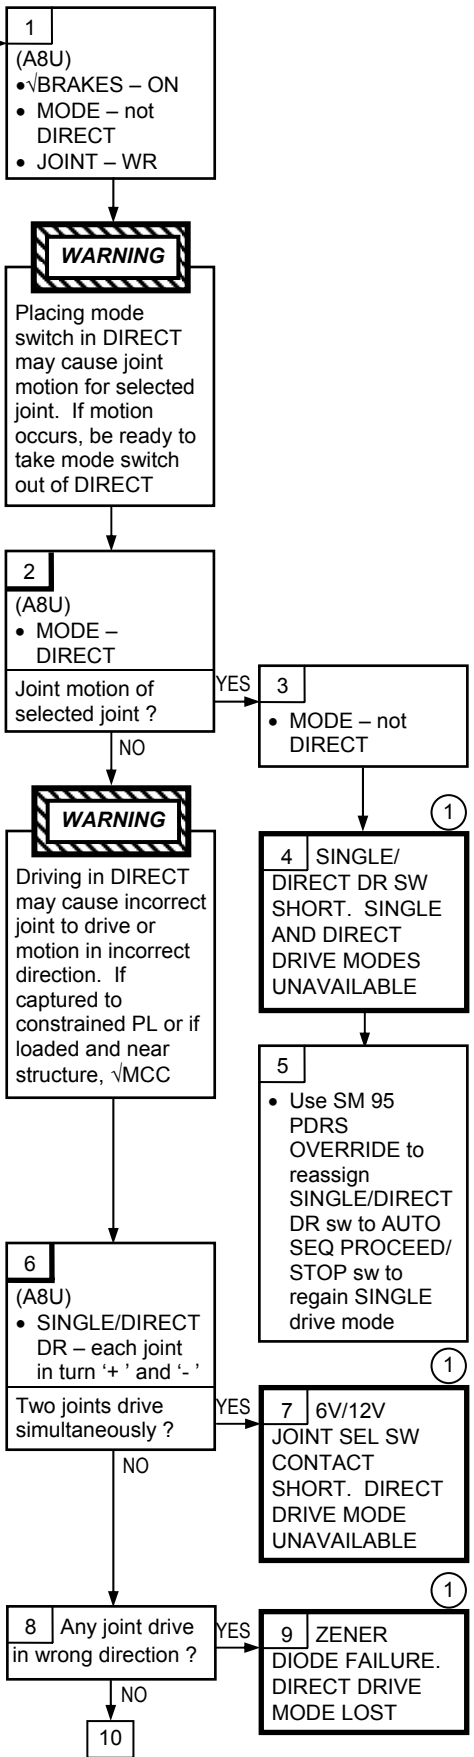 1
(A8U)
•√BRAKES – ON
• MODE – not
DIRECT
• JOINT – WR
WARNING
Placing mode
switch in DIRECT
may cause joint
motion for selected
joint. If motion
occurs, be ready to
take mode switch
out of DIRECT
2
(A8U)
• MODE –
DIRECT
Joint motion of
selected joint ?
YES
NO
3
• MODE – not
DIRECT
1
4 SINGLE/
DIRECT DR SW
SHORT. SINGLE
AND DIRECT
DRIVE MODES
UNAVAILABLE
5
• Use SM 95
PDRS
OVERRIDE to
reassign
SINGLE/DIRECT
DR sw to AUTO
SEQ PROCEED/
STOP sw to
regain SINGLE
drive mode
WARNING
Driving in DIRECT
may cause incorrect
joint to drive or
motion in incorrect
direction. If
captured to
constrained PL or if
loaded and near
structure, √MCC
6
(A8U)
• SINGLE/DIRECT
DR – each joint
in turn ‘+ ’ and ‘- ’
Two joints drive
simultaneously ?
YES
NO
1
7 6V/12V
JOINT SEL SW
CONTACT
SHORT. DIRECT
DRIVE MODE
UNAVAILABLE
8 Any joint drive
in wrong direction ?
YES
NO
1
9 ZENER
DIODE FAILURE.
DIRECT DRIVE
MODE LOST
10